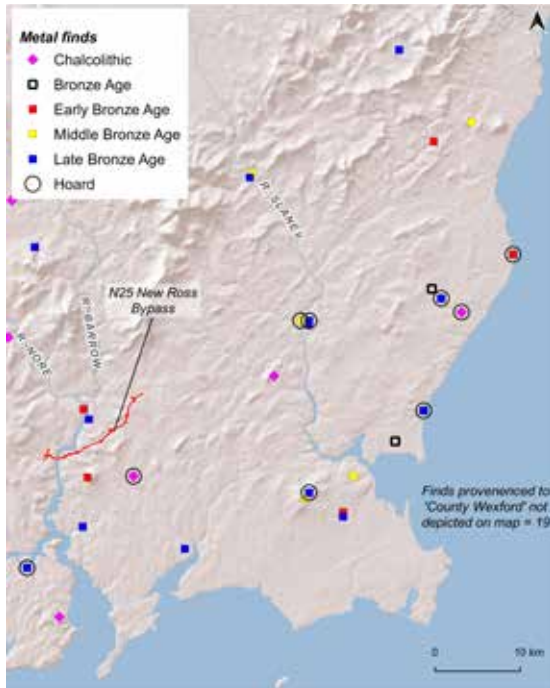 Metal finds
Chalcolithic
Bronze Age
Early Bronze Age
Middle Bronze Age
Late Bronze Age
Hoard
R. SLANEY
N25 New Ross
Bypass
R. BARROW
R. NORE
Finds provenenced to
'County Wexford' not
depicted on map = 19
0 10 km